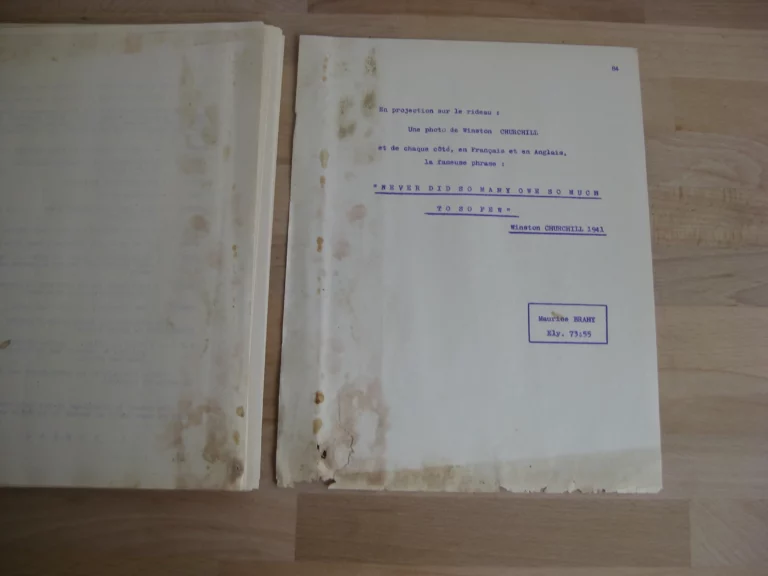 84
En projection sur le rideau :
Une photo de Winston CHURCHILL
et de chaque côté, en Français et en Anglais,
la fameuse phrase :
"NEVER DID SO MANY OWE SO MUCH
TO SO FEW"
Winston CHURCHILL 1941
Maurice BRAMY
Ely. 73:55